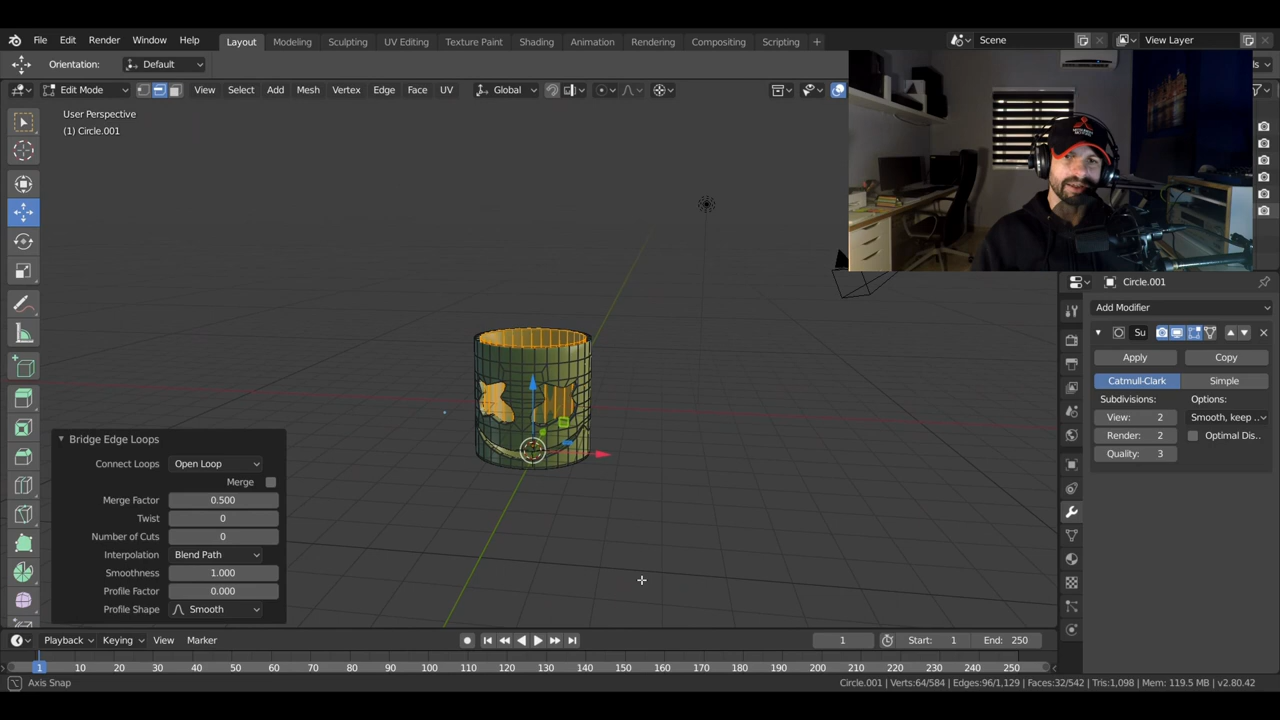 File Edit Render Window Help Layout Modeling Sculpting UV Editing Texture Paint Shading Animation Rendering Compositing Scripting + Scene View Layer
Orientation: Default
Edit Mode View Select Add Mesh Vertex Edge Face UV Global
User Perspective
(1) Circle.001
Circle.001
Add Modifier
Su
Apply Copy
Catmull-Clark Simple
Subdivisions: Options:
View: 2 Smooth, keep ..
Render: 2 Optimal Dis..
Quality: 3
Bridge Edge Loops
Connect Loops Open Loop
Merge
Merge Factor 0.500
Twist 0
Number of Cuts 0
Interpolation Blend Path
Smoothness 1.000
Profile Factor 0.000
Profile Shape Smooth
Playback Keying View Marker 1 Start: 1 End: 250
1 10 20 30 40 50 60 70 80 90 100 110 120 130 140 150 160 170 180 190 200 210 220 230 240 250
Axis Snap Circle.001 | Verts:64/584 | Edges:96/1,129 | Faces:32/542 | Tris:1,098 | Mem: 119.5 MB | v2.80.42